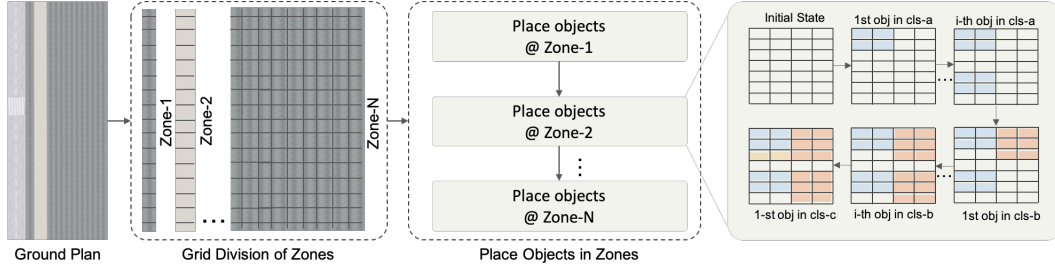 Ground Plan
Zone-1
Zone-2
...
Zone-N
Grid Division of Zones
Place objects
@ Zone-1
Place objects
@ Zone-2
Place objects
@ Zone-N
Place Objects in Zones
Initial State
1st obj in cls-a
i-th obj in cls-a
...
1-st obj in cls-c
i-th obj in cls-b
...
1st obj in cls-b